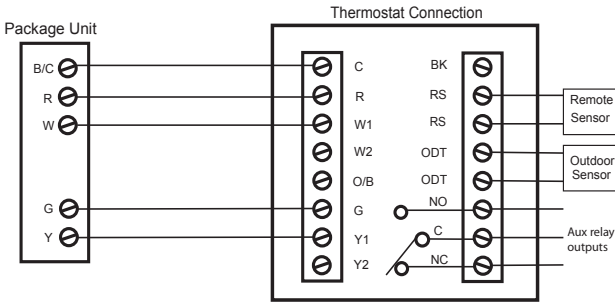 Thermostat Connection
Package Unit
B/C
R
W
G
Y
C
R
W1
W2
O/B
G
Y1
Y2
BK
RS
RS
ODT
ODT
NO
C
NC
Remote
Sensor
Outdoor
Sensor
Aux relay
outputs